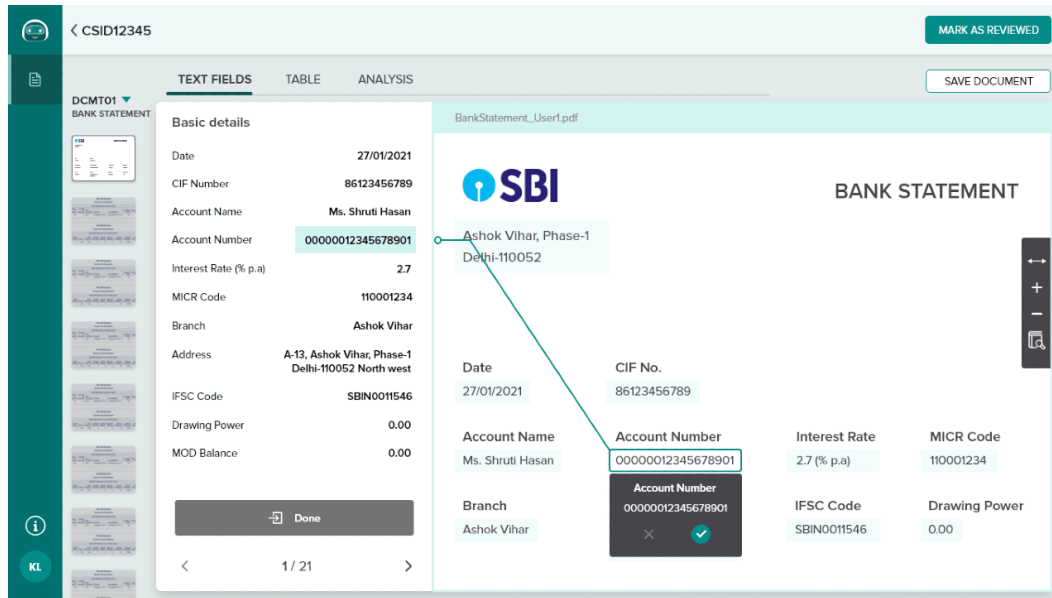 CSID12345
MARK AS REVIEWED
TEXT FIELDS TABLE ANALYSIS
SAVE DOCUMENT
DCMT01
BANK STATEMENT
Basic details
Date 27/01/2021
CIF Number 86123456789
Account Name Ms. Shruti Hasan
Account Number 00000012345678901
Interest Rate (% p.a) 2.7
MICR Code 110001234
Branch Ashok Vihar
Address A-13, Ashok Vihar, Phase-1
Delhi-110052 North west
IFSC Code SBIN0011546
Drawing Power 0.00
MOD Balance 0.00
Done
1 / 21
BankStatement_User1.pdf
SBI
BANK STATEMENT
Ashok Vihar, Phase-1
Delhi-110052
Date CIF No.
27/01/2021 86123456789
Account Name Account Number Interest Rate MICR Code
Ms. Shruti Hasan 00000012345678901 2.7 (% p.a) 110001234
Account Number
00000012345678901
Branch IFSC Code Drawing Power
Ashok Vihar SBIN0011546 0.00
KL